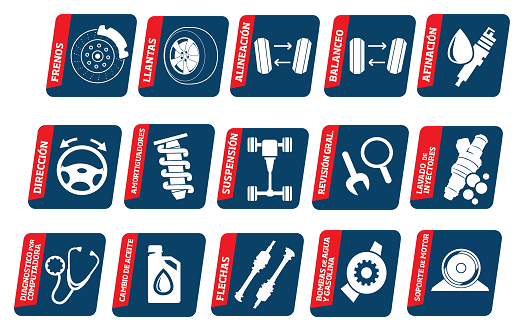 FRENOS
LLANTAS
ALINEACIÓN
BALANCEO
AFINACIÓN
DIRECCIÓN
AMORTIGUADORES
SUSPENSIÓN
REVISIÓN GRAL.
LAVADO DE
INYECTORES
DIAGNOSTICO POR
COMPUTADORA
CAMBIO DE ACEITE
FLECHAS
BOMBAS DE AGUA
Y GASOLINA
SOPORTE DE MOTOR